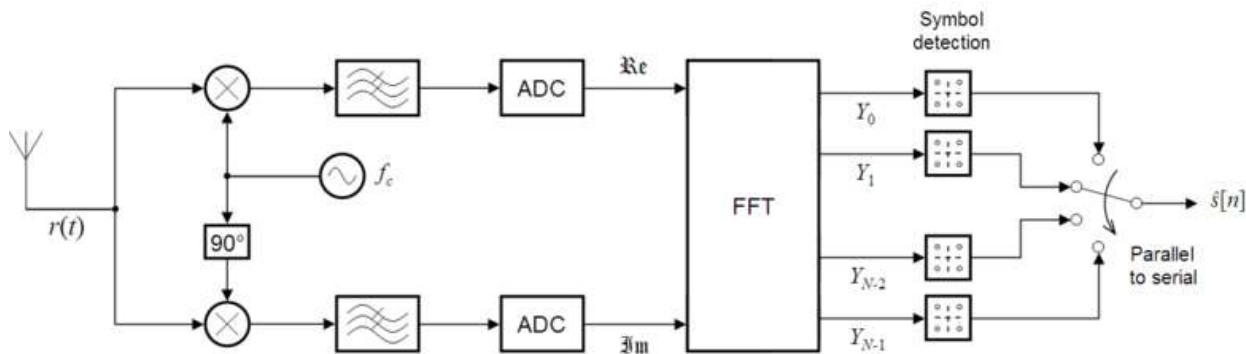 Symbol
detection
ℜe
ADC
Y_0
Y_1
f_c
FFT
ŝ[n]
r(t)
90°
Parallel
to serial
Y_{N-2}
ADC
ℑm
Y_{N-1}